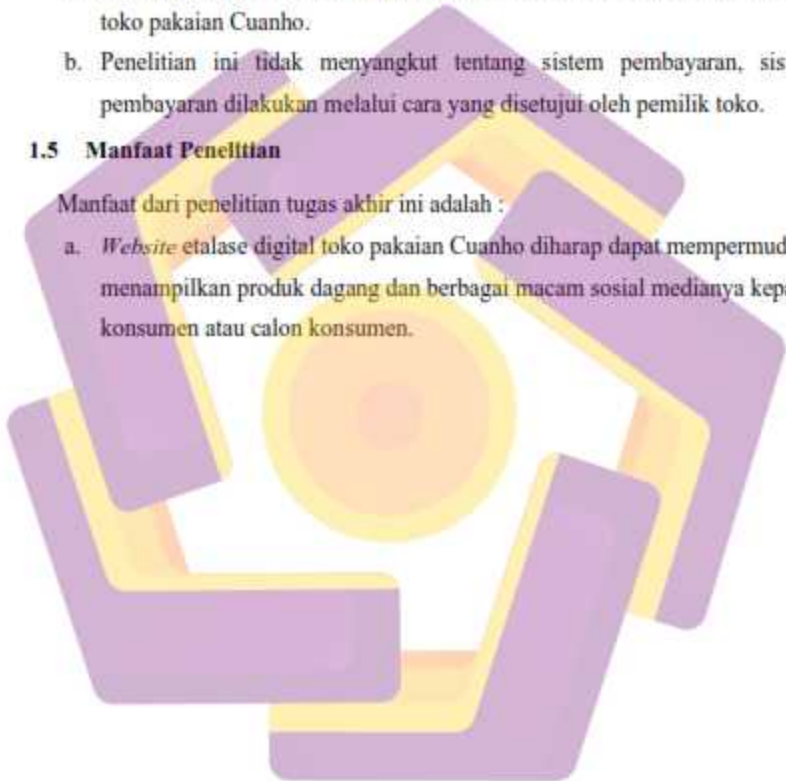 toko pakaian Cuanho.
b. Penelitian ini tidak menyangkut tentang sistem pembayaran, sis
pembayaran dilakukan melalui cara yang disetujui oleh pemilik toko.
1.5 Manfaat Penelitian
Manfaat dari penelitian tugas akhir ini adalah :
a. Website etalase digital toko pakaian Cuanho diharap dapat mempermud
menampilkan produk dagang dan berbagai macam sosial medianya kepa
konsumen atau calon konsumen.